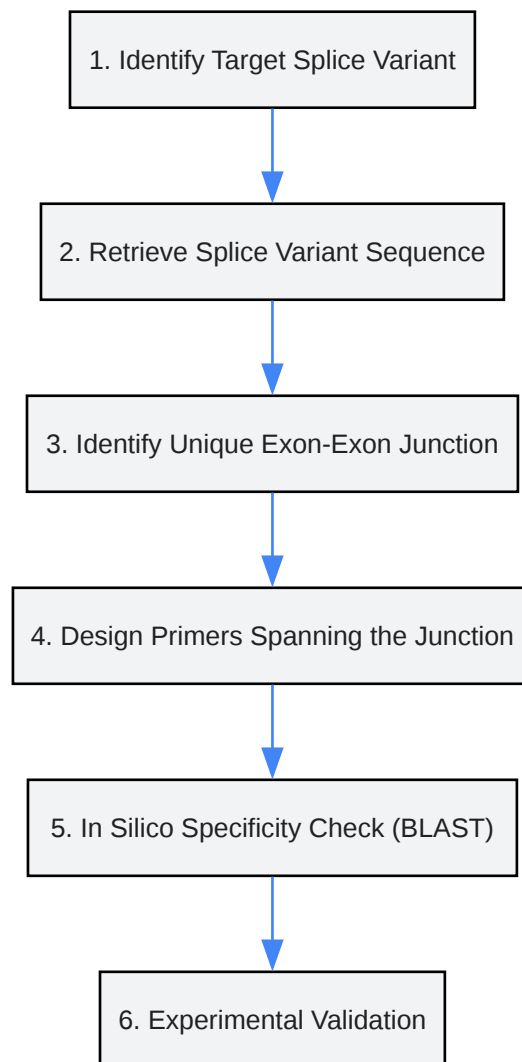 1. Identify Target Splice Variant
2. Retrieve Splice Variant Sequence
3. Identify Unique Exon-Exon Junction
4. Design Primers Spanning the Junction
5. In Silico Specificity Check (BLAST)
6. Experimental Validation